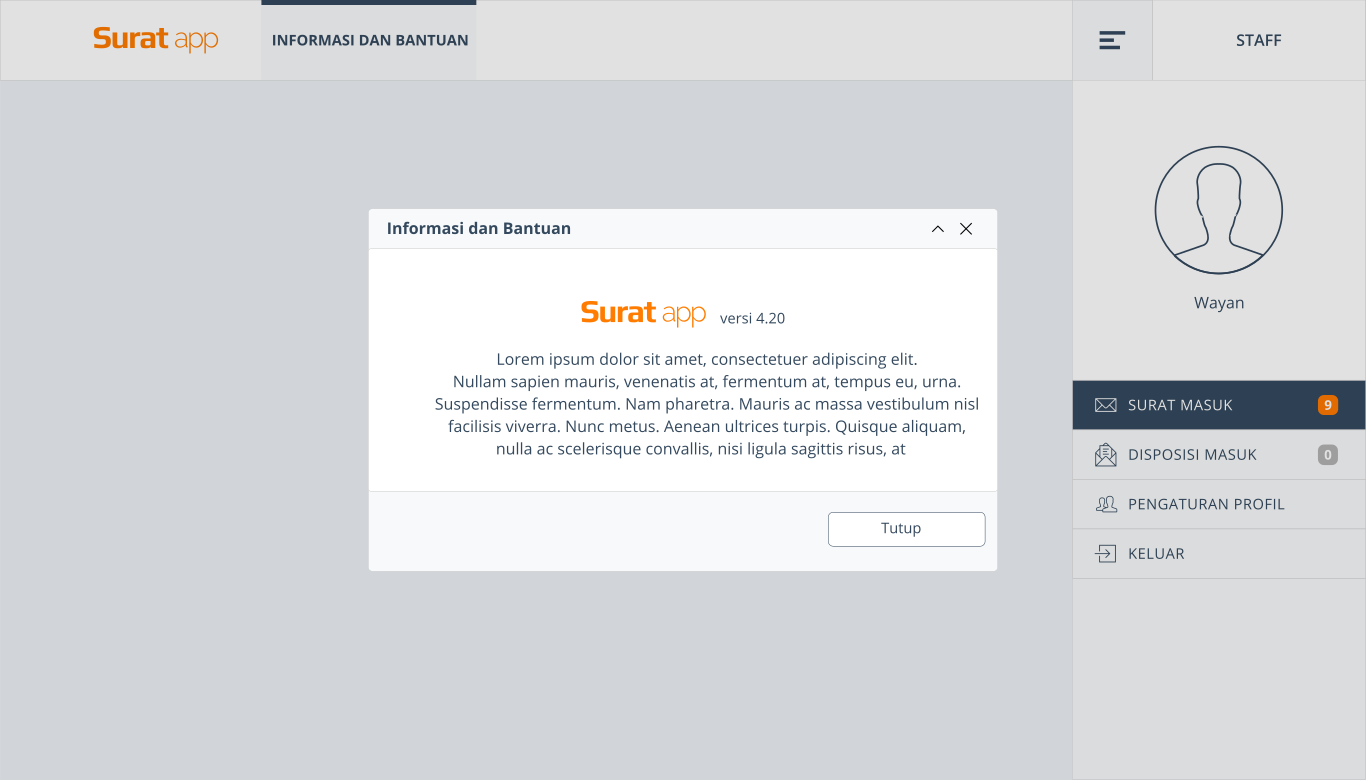 Surat app
INFORMASI DAN BANTUAN
STAFF
Wayan
SURAT MASUK 9
DISPOSISI MASUK 0
PENGATURAN PROFIL
KELUAR
Informasi dan Bantuan
Surat app versi 4.20
Lorem ipsum dolor sit amet, consectetuer adipiscing elit.
Nullam sapien mauris, venenatis at, fermentum at, tempus eu, urna.
Suspendisse fermentum. Nam pharetra. Mauris ac massa vestibulum nisl
facilisis viverra. Nunc metus. Aenean ultrices turpis. Quisque aliquam,
nulla ac scelerisque convallis, nisi ligula sagittis risus, at
Tutup